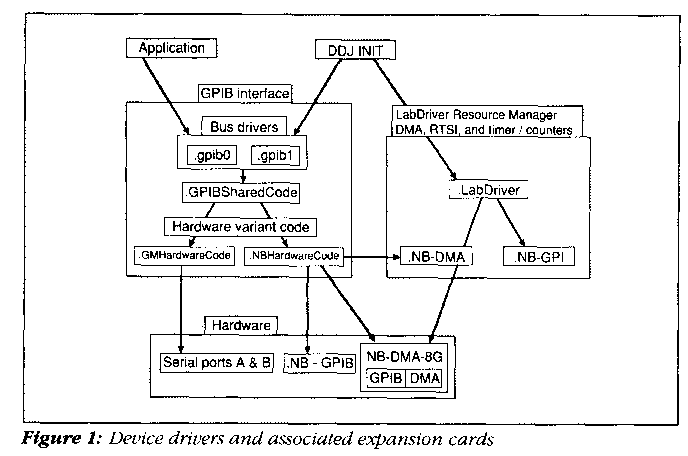 Application
DDJ INIT
GPIB interface
LabDriver Resource Manager
DMA, RTSI, and timer / counters
Bus drivers
.gpib0
.gpib1
.GPIBSharedCode
.LabDriver
Hardware variant code
.GMHardwareCode
.NBHardwareCode
.NB-DMA
.NB-GPI
Hardware
Serial ports A & B
.NB - GPIB
NB-DMA-8G
GPIB DMA
Figure 1: Device drivers and associated expansion cards